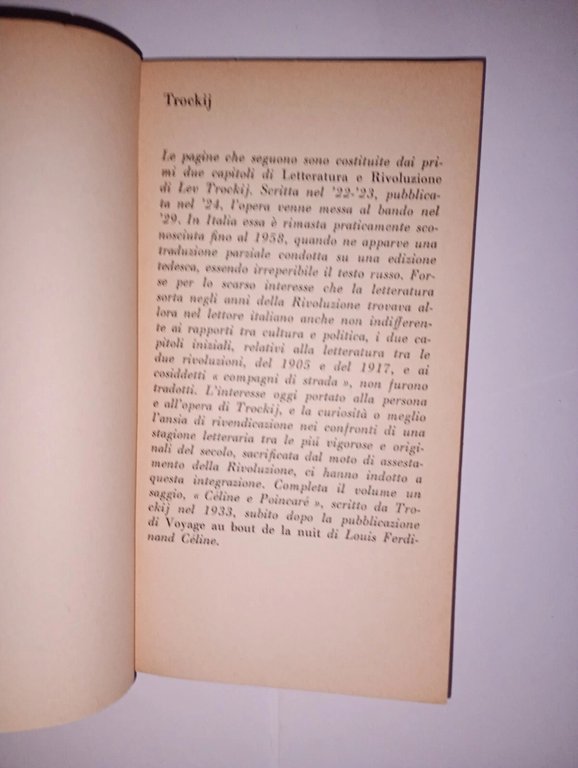 Trockij
Le pagine che seguono sono costituite dai pri-
mi due capitoli di Letteratura e Rivoluzione
di Lev Trockij. Scritta nel '22-'23, pubblica-
ta nel '24, l'opera venne messa al bando nel
'29. In Italia essa è rimasta praticamente sco-
nosciuta fino al 1958, quando ne apparve una
traduzione parziale condotta su una edizione
tedesca, essendo irreperibile il testo russo. For-
se per lo scarso interesse che la letteratura
sorta negli anni della Rivoluzione trovava al-
lora nel lettore italiano anche non indifferen-
te ai rapporti tra cultura e politica, i due ca-
pitoli iniziali, relativi alla letteratura tra le
due rivoluzioni, del 1905 e del 1917, e ai
cosiddetti « compagni di strada », non furono
tradotti. L'interesse oggi portato alla persona
e all'opera di Trockij, e la curiosità o meglio
l'ansia di rivendicazione nei confronti di una
stagione letteraria tra le piú vigorose e origi-
nali del secolo, sacrificata dal moto di assesta-
mento della Rivoluzione, ci hanno indotto a
questa integrazione. Completa il volume un
saggio, « Céline e Poincaré », scritto da Tro-
ckij nel 1933, subito dopo la pubblicazione
di Voyage au bout de la nuit di Louis Ferdi-
nand Céline.